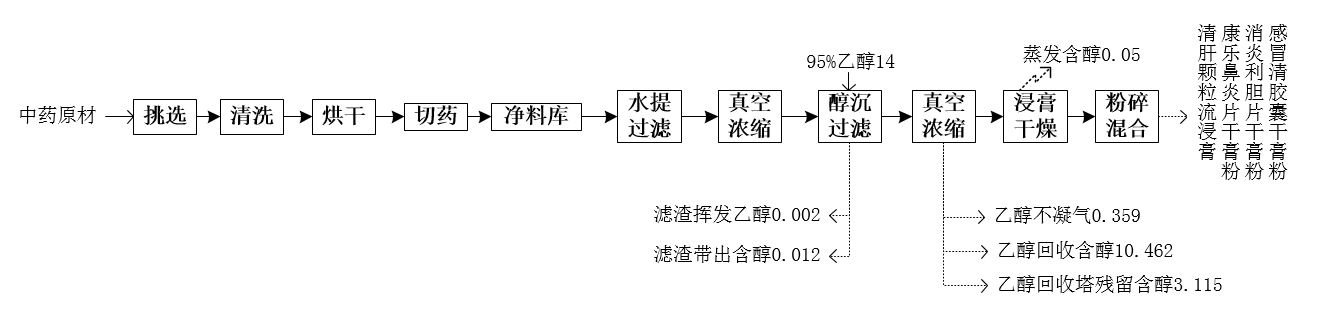 中药原材
挑选
清洗
烘干
切药
净料库
水提
过滤
真空
浓缩
95%乙醇14
醇沉
过滤
真空
浓缩
蒸发含醇0.05
浸膏
干燥
粉碎
混合
清肝颗粒流浸膏
康乐鼻炎片干膏粉
消炎利胆片干膏粉
感冒清胶囊干膏粉
滤渣挥发乙醇0.002
滤渣带出含醇0.012
乙醇不凝气0.359
乙醇回收含醇10.462
乙醇回收塔残留含醇3.115